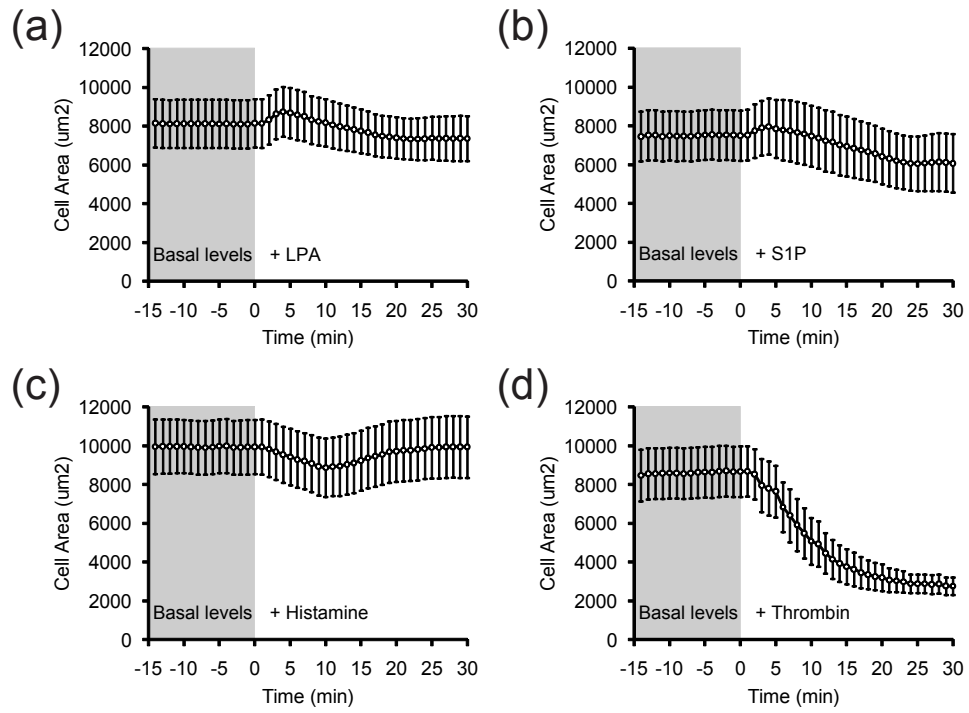 (a)
12000
10000
8000
6000
4000
2000
0
Cell Area (um2)
Basal levels + LPA
-15 -10 -5 0 5 10 15 20 25 30
Time (min)
(b)
12000
10000
8000
6000
4000
2000
0
Cell Area (um2)
Basal levels + S1P
-15 -10 -5 0 5 10 15 20 25 30
Time (min)
(c)
12000
10000
8000
6000
4000
2000
0
Cell Area (um2)
Basal levels + Histamine
-15 -10 -5 0 5 10 15 20 25 30
Time (min)
(d)
12000
10000
8000
6000
4000
2000
0
Cell Area (um2)
Basal levels + Thrombin
-15 -10 -5 0 5 10 15 20 25 30
Time (min)